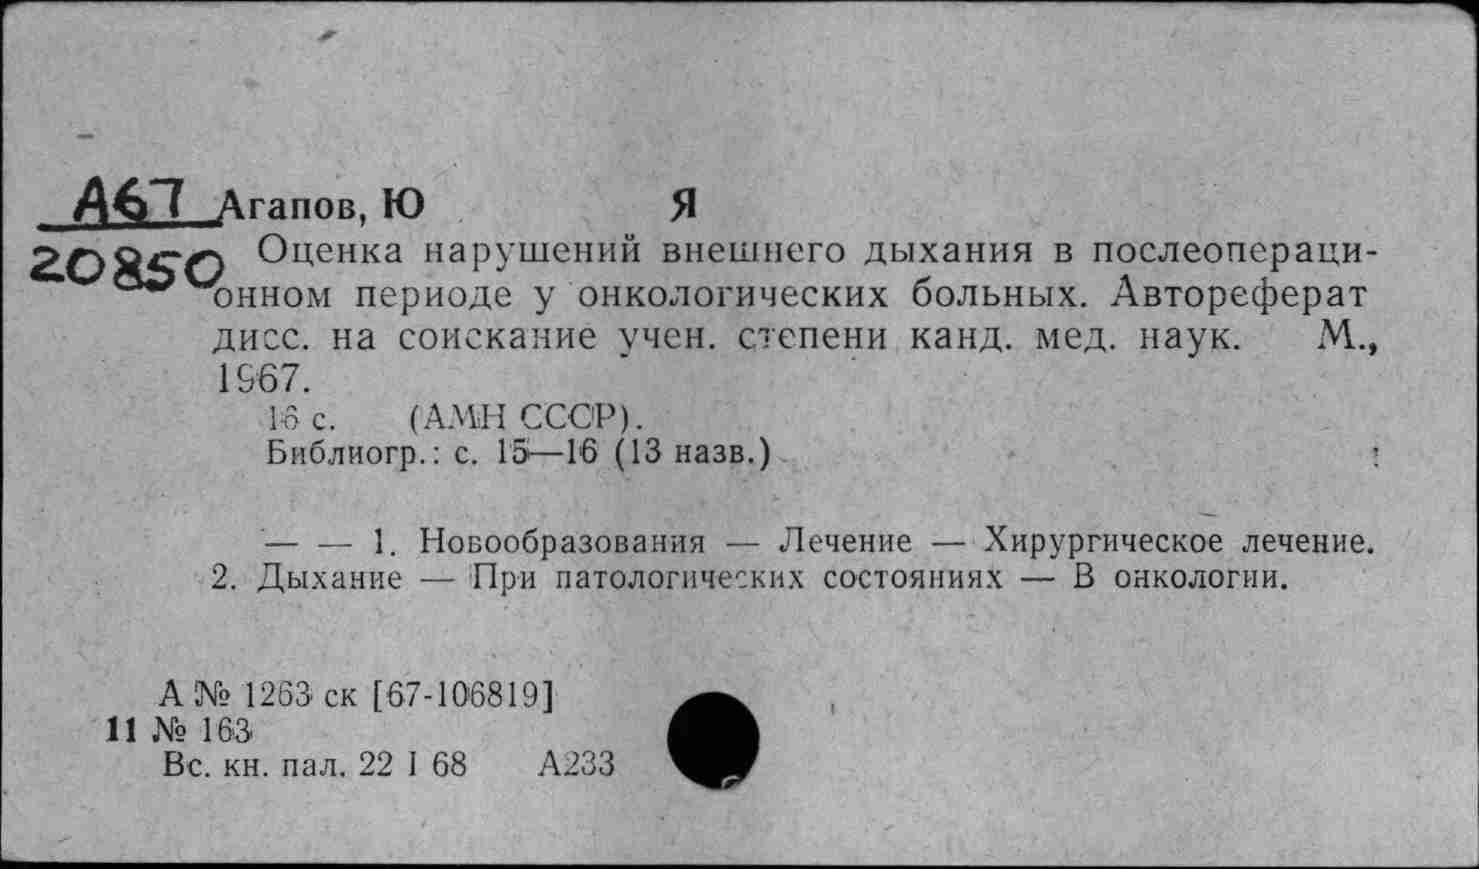 А67 Агапов, Ю Я
20850 Оценка нарушений внешнего дыхания в послеопераци-
онном периоде у онкологических больных. Автореферат
дисс. на соискание учен. степени канд. мед. наук. М.,
1967.
16 с. (АМН СССР).
Библиогр.: с. 15—16 (13 назв.)
— — 1. Новообразования — Лечение — Хирургическое лечение.
2. Дыхание — При патологических состояниях — В онкологии.
А № 1263 ск [67-106819]
11 № 163
Вс. кн. пал. 22 I 68 А233